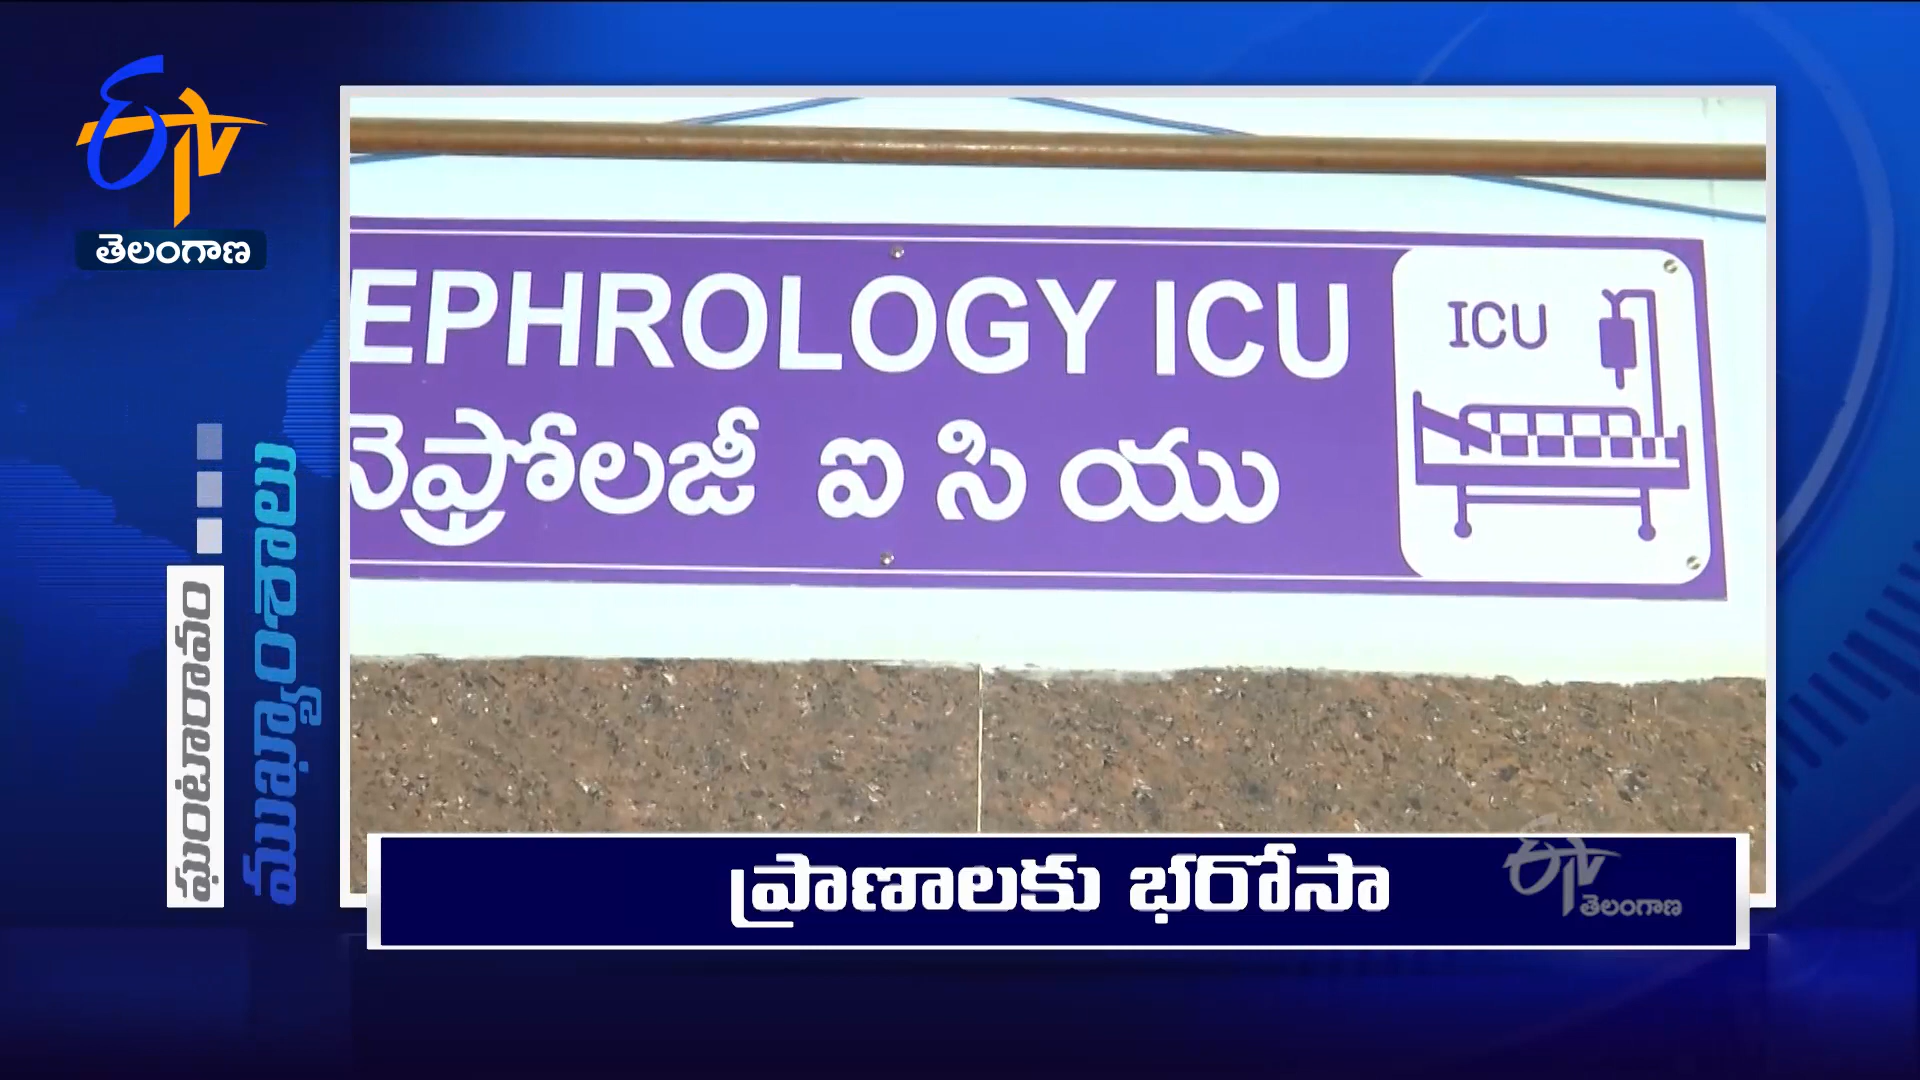 ETV
తెలంగాణ
EPHROLOGY ICU
నెఫ్రోలజీ ఐ సి యు
ICU
ఘంటారావం
ముఖ్యాంశాలు
ప్రాణాలకు భరోసా
ETV
తెలంగాణ